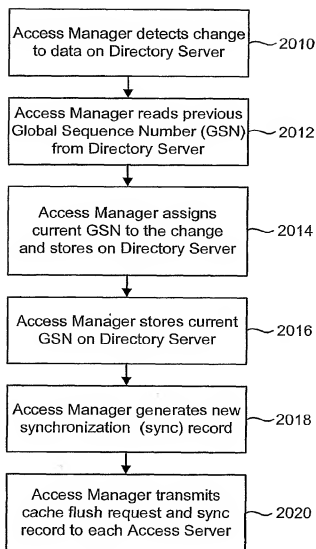 Access Manager detects change
to data on Directory Server
2010
Access Manager reads previous
Global Sequence Number (GSN)
from Directory Server
2012
Access Manager assigns
current GSN to the change
and stores on Directory Server
2014
Access Manager stores current
GSN on Directory Server
2016
Access Manager generates new
synchronization (sync) record
2018
Access Manager transmits
cache flush request and sync
record to each Access Server
2020